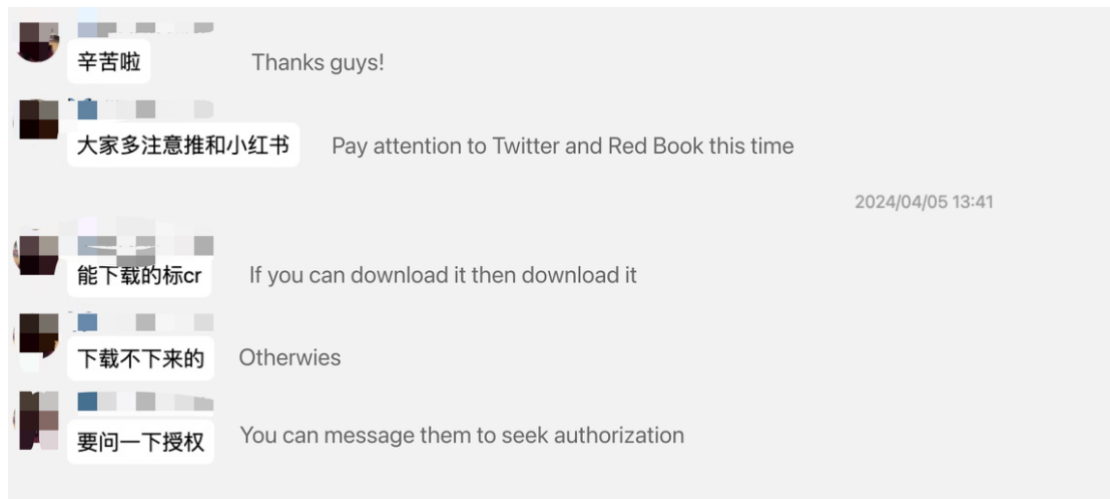 辛苦啦 Thanks guys!
大家多注意推和小红书 Pay attention to Twitter and Red Book this time
2024/04/05 13:41
能下载的标cr If you can download it then download it
下载不下来的 Otherwies
要问一下授权 You can message them to seek authorization